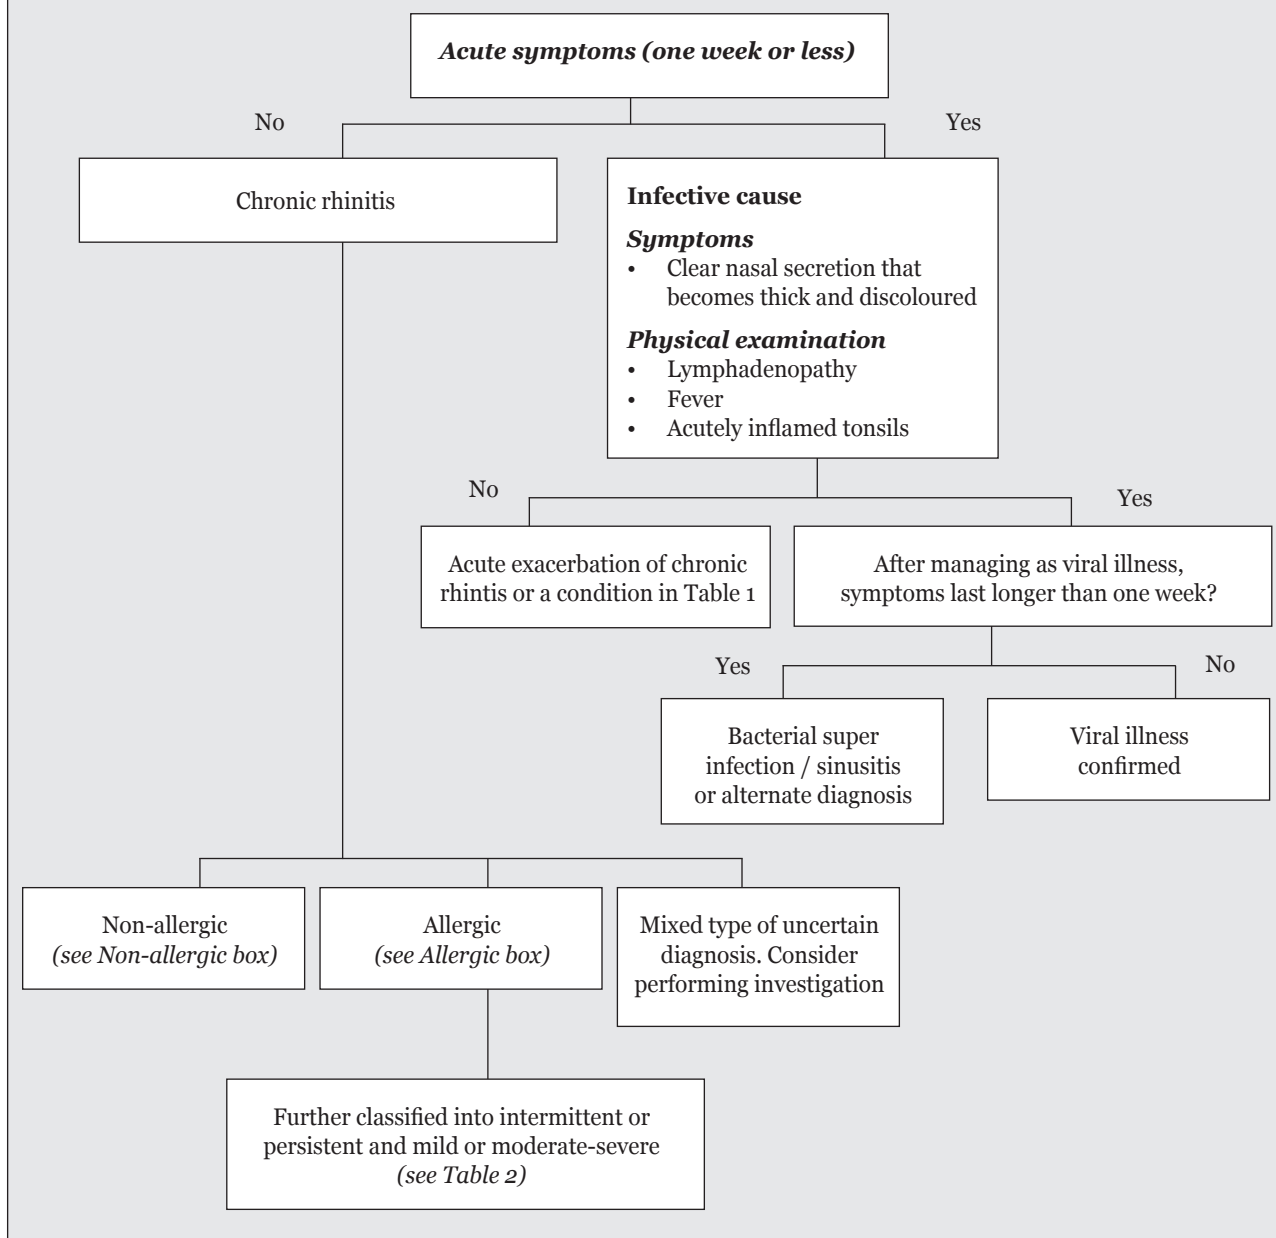 Acute symptoms (one week or less)
No
Yes
Chronic rhinitis
Infective cause
Symptoms
• Clear nasal secretion that
becomes thick and discoloured
Physical examination
• Lymphadenopathy
• Fever
• Acutely inflamed tonsils
No
Yes
Acute exacerbation of chronic
rhintis or a condition in Table 1
After managing as viral illness,
symptoms last longer than one week?
Yes
No
Bacterial super
infection / sinusitis
or alternate diagnosis
Viral illness
confirmed
Non-allergic
(see Non-allergic box)
Allergic
(see Allergic box)
Mixed type of uncertain
diagnosis. Consider
performing investigation
Further classified into intermittent or
persistent and mild or moderate-severe
(see Table 2)